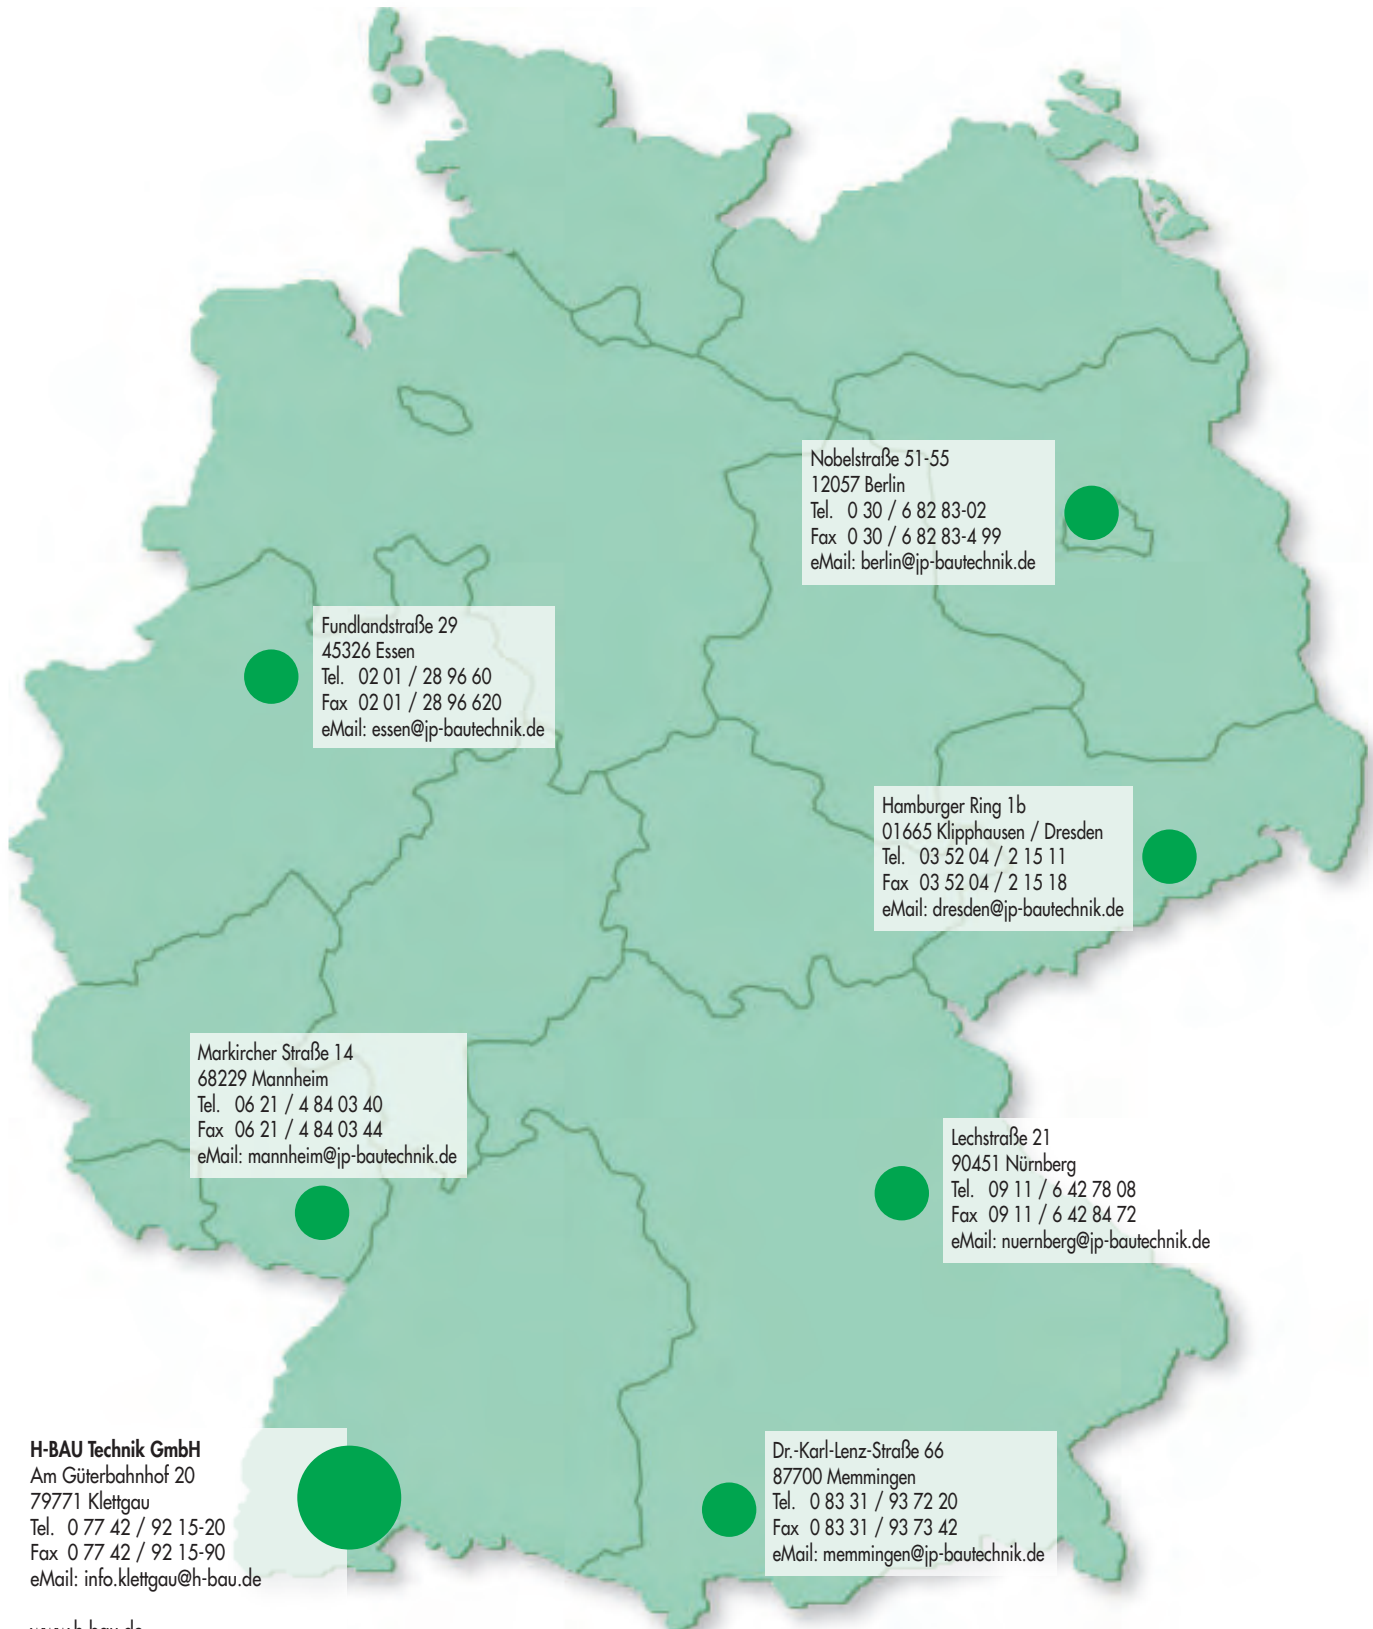 Nobelstraße 51-55
12057 Berlin
Tel. 0 30 / 6 82 83-02
Fax 0 30 / 6 82 83-4 99
eMail: berlin@jp-bautechnik.de
Fundlandstraße 29
45326 Essen
Tel. 02 01 / 28 96 60
Fax 02 01 / 28 96 620
eMail: essen@jp-bautechnik.de
Hamburger Ring 1b
01665 Klipphausen / Dresden
Tel. 03 52 04 / 2 15 11
Fax 03 52 04 / 2 15 18
eMail: dresden@jp-bautechnik.de
Markircher Straße 14
68229 Mannheim
Tel. 06 21 / 4 84 03 40
Fax 06 21 / 4 84 03 44
eMail: mannheim@jp-bautechnik.de
Lechstraße 21
90451 Nürnberg
Tel. 09 11 / 6 42 78 08
Fax 09 11 / 6 42 84 72
eMail: nuernberg@jp-bautechnik.de
H-BAU Technik GmbH
Am Güterbahnhof 20
79771 Klettgau
Tel. 0 77 42 / 92 15-20
Fax 0 77 42 / 92 15-90
eMail: info.klettgau@h-bau.de
www.h-bau.de
Dr.-Karl-Lenz-Straße 66
87700 Memmingen
Tel. 0 83 31 / 93 72 20
Fax 0 83 31 / 93 73 42
eMail: memmingen@jp-bautechnik.de